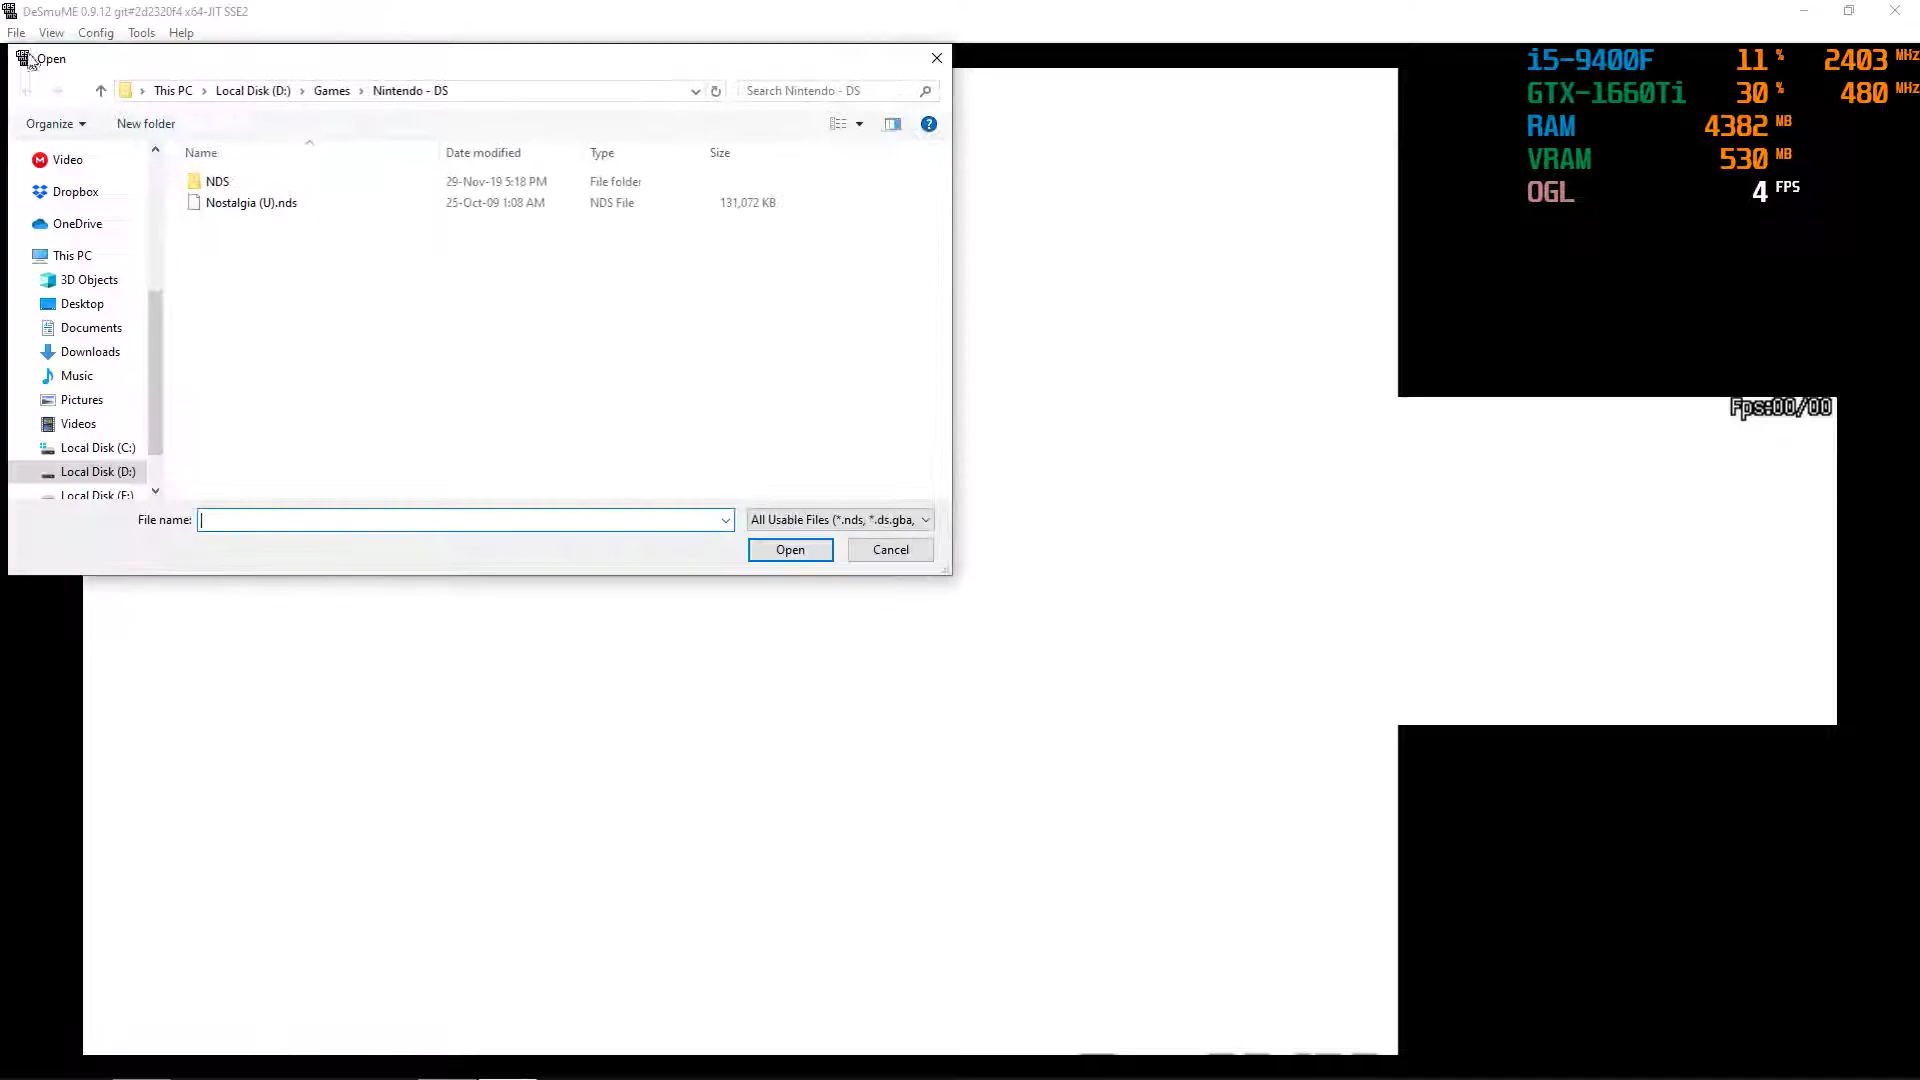 DeSmuME 0.9.12 git#2d2320f4 x64-JIT SSE2
File View Config Tools Help
Open
This PC Local Disk (D:) Games Nintendo - DS
Search Nintendo - DS
Organize New folder
Name Date modified Type Size
NDS 29-Nov-19 5:18 PM File folder
Nostalgia (U).nds 25-Oct-09 1:08 AM NDS File 131,072 KB
Video
Dropbox
OneDrive
This PC
3D Objects
Desktop
Documents
Downloads
Music
Pictures
Videos
Local Disk (C:)
Local Disk (D:)
Local Disk (E:)
File name:
All Usable Files (*.nds, *.ds.gba,
Open Cancel
i5-9400F 11 % 2403 MHz
GTX-1660Ti 30 % 480 MHz
RAM 4382 MB
VRAM 530 MB
OGL 4 FPS
Fps:00/00